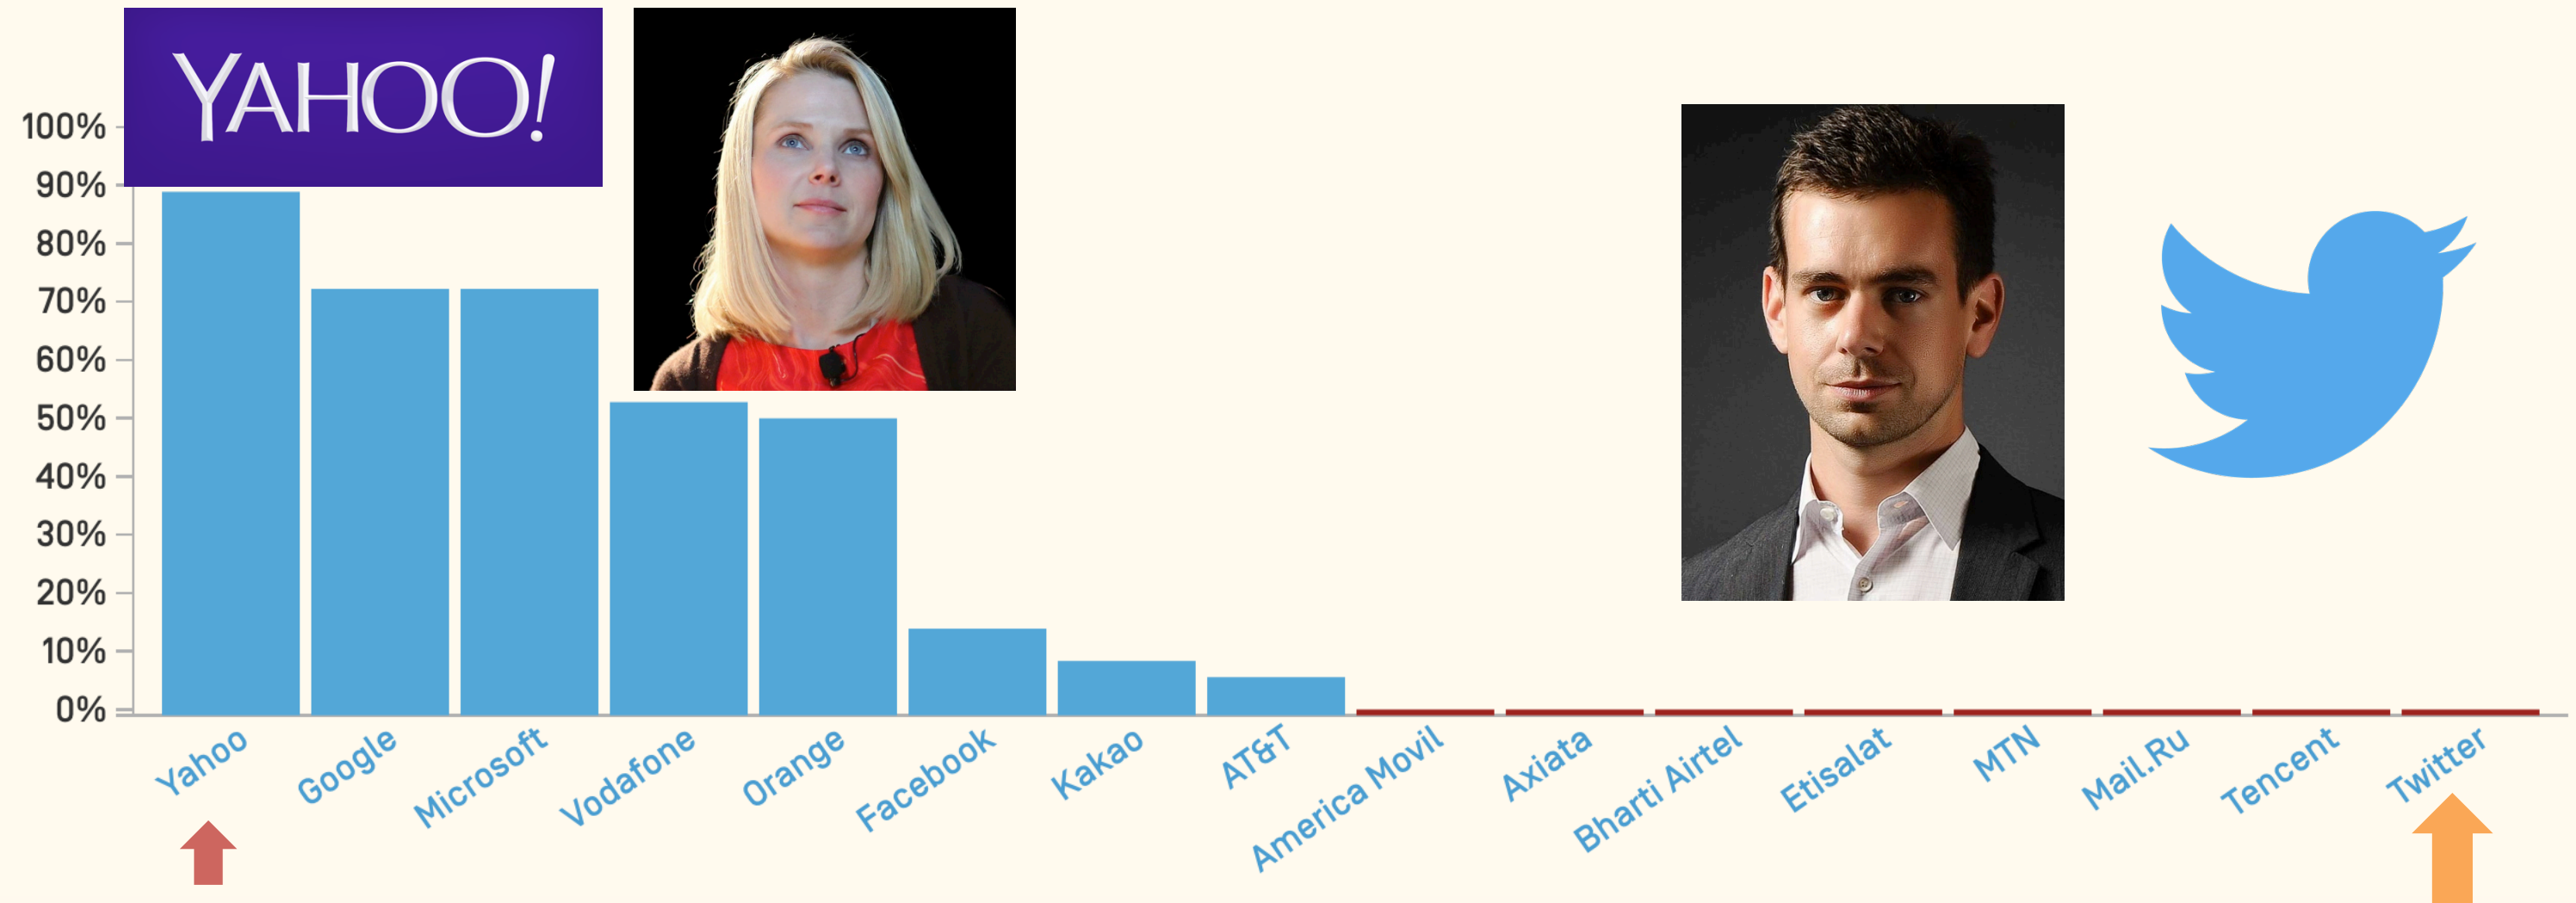 YAHOO!
100%
90%
80%
70%
60%
50%
40%
30%
20%
10%
0%
Yahoo
Google
Microsoft
Vodafone
Orange
Facebook
Kakao
AT&T
America Movil
Axiata
Bharti Airtel
Etisalat
MTN
Mail.Ru
Tencent
Twitter